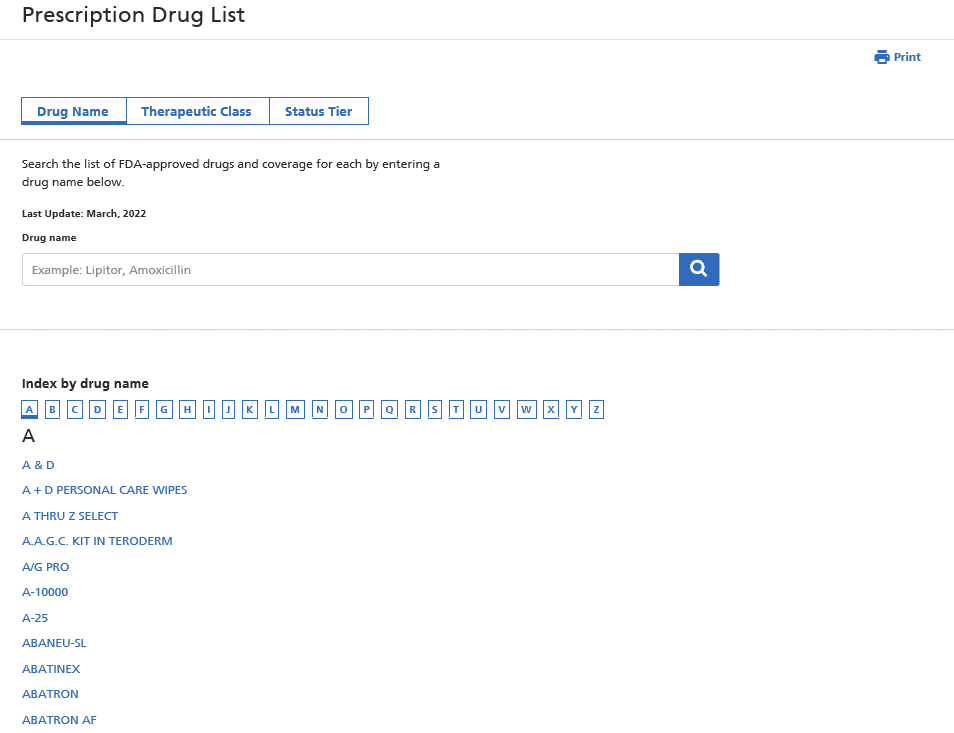 Prescription Drug List
Print
Drug Name Therapeutic Class Status Tier
Search the list of FDA-approved drugs and coverage for each by entering a
drug name below.
Last Update: March, 2022
Drug name
Example: Lipitor, Amoxicillin
Index by drug name
A B C D E F G H I J K L M N O P Q R S T U V W X Y Z
A
A & D
A + D PERSONAL CARE WIPES
A THRU Z SELECT
A.A.G.C. KIT IN TERODERM
A/G PRO
A-10000
A-25
ABANEU-SL
ABATINEX
ABATRON
ABATRON AF